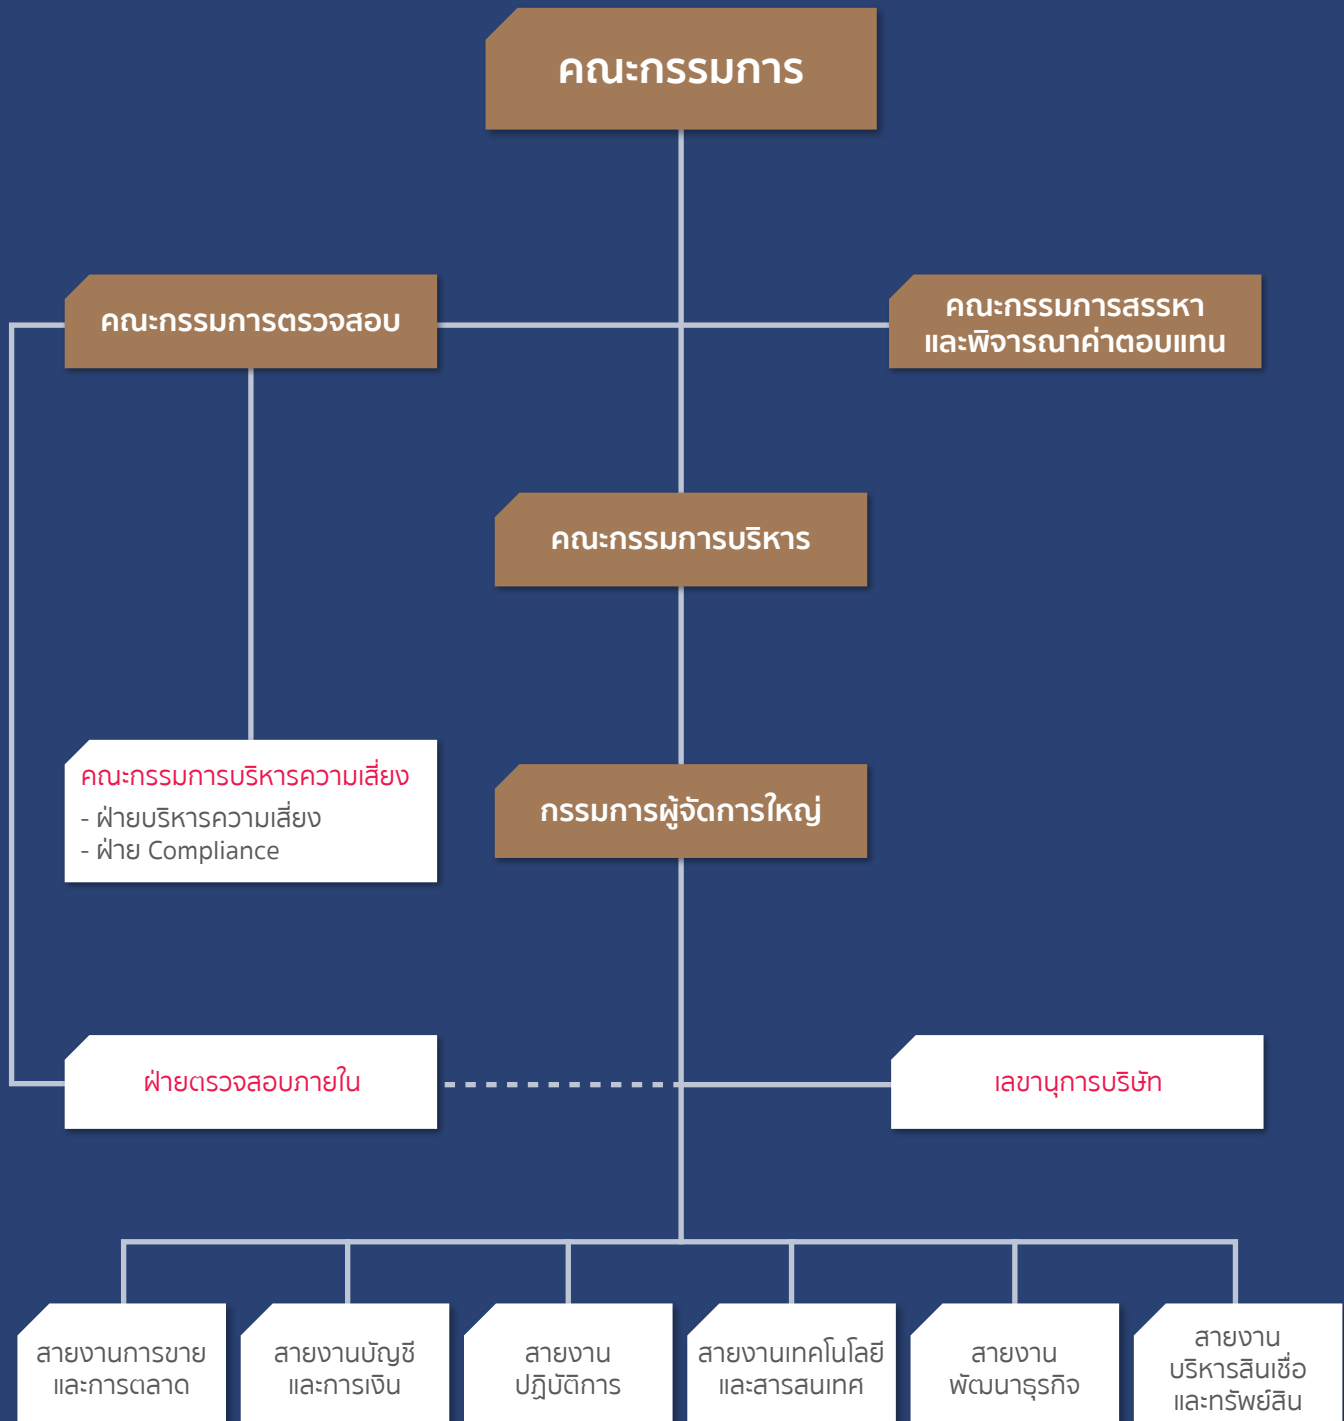 คณะกรรมการ
คณะกรรมการตรวจสอบ
คณะกรรมการสรรหา
และพิจารณาค่าตอบแทน
คณะกรรมการบริหาร
คณะกรรมการบริหารความเสี่ยง
- ฝ่ายบริหารความเสี่ยง
- ฝ่าย Compliance
กรรมการผู้จัดการใหญ่
ฝ่ายตรวจสอบภายใน
เลขานุการบริษัท
สายงานการขาย
และการตลาด
สายงานบัญชี
และการเงิน
สายงาน
ปฏิบัติการ
สายงานเทคโนโลยี
และสารสนเทศ
สายงาน
พัฒนาธุรกิจ
สายงาน
บริหารสินเชื่อ
และทรัพย์สิน